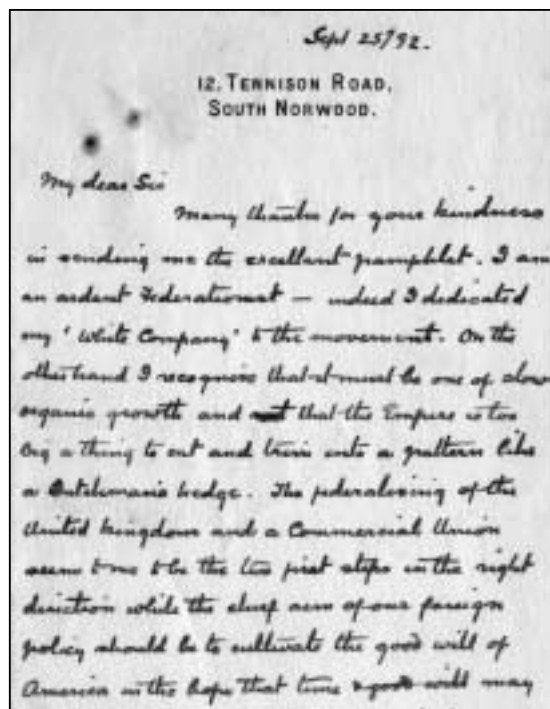 Sept 25/92.
12, TENNISON ROAD,
SOUTH NORWOOD.
My dear Sir
Many thanks for your kindness
in sending me the excellent pamphlet. I am
an ardent Federationist — indeed I dedicated
my 'White Company' to the movement. On the
other hand I recognise that it must be one of slow
organic growth and that the Empire is too
big a thing to cut and trim into a pattern like
a Dutchman's hedge. The federalising of the
United Kingdom and a Commercial Union
seem to me to be the two first steps in the right
direction while the chief aim of our foreign
policy should be to cultivate the good will of
America in the hope that time & good will may